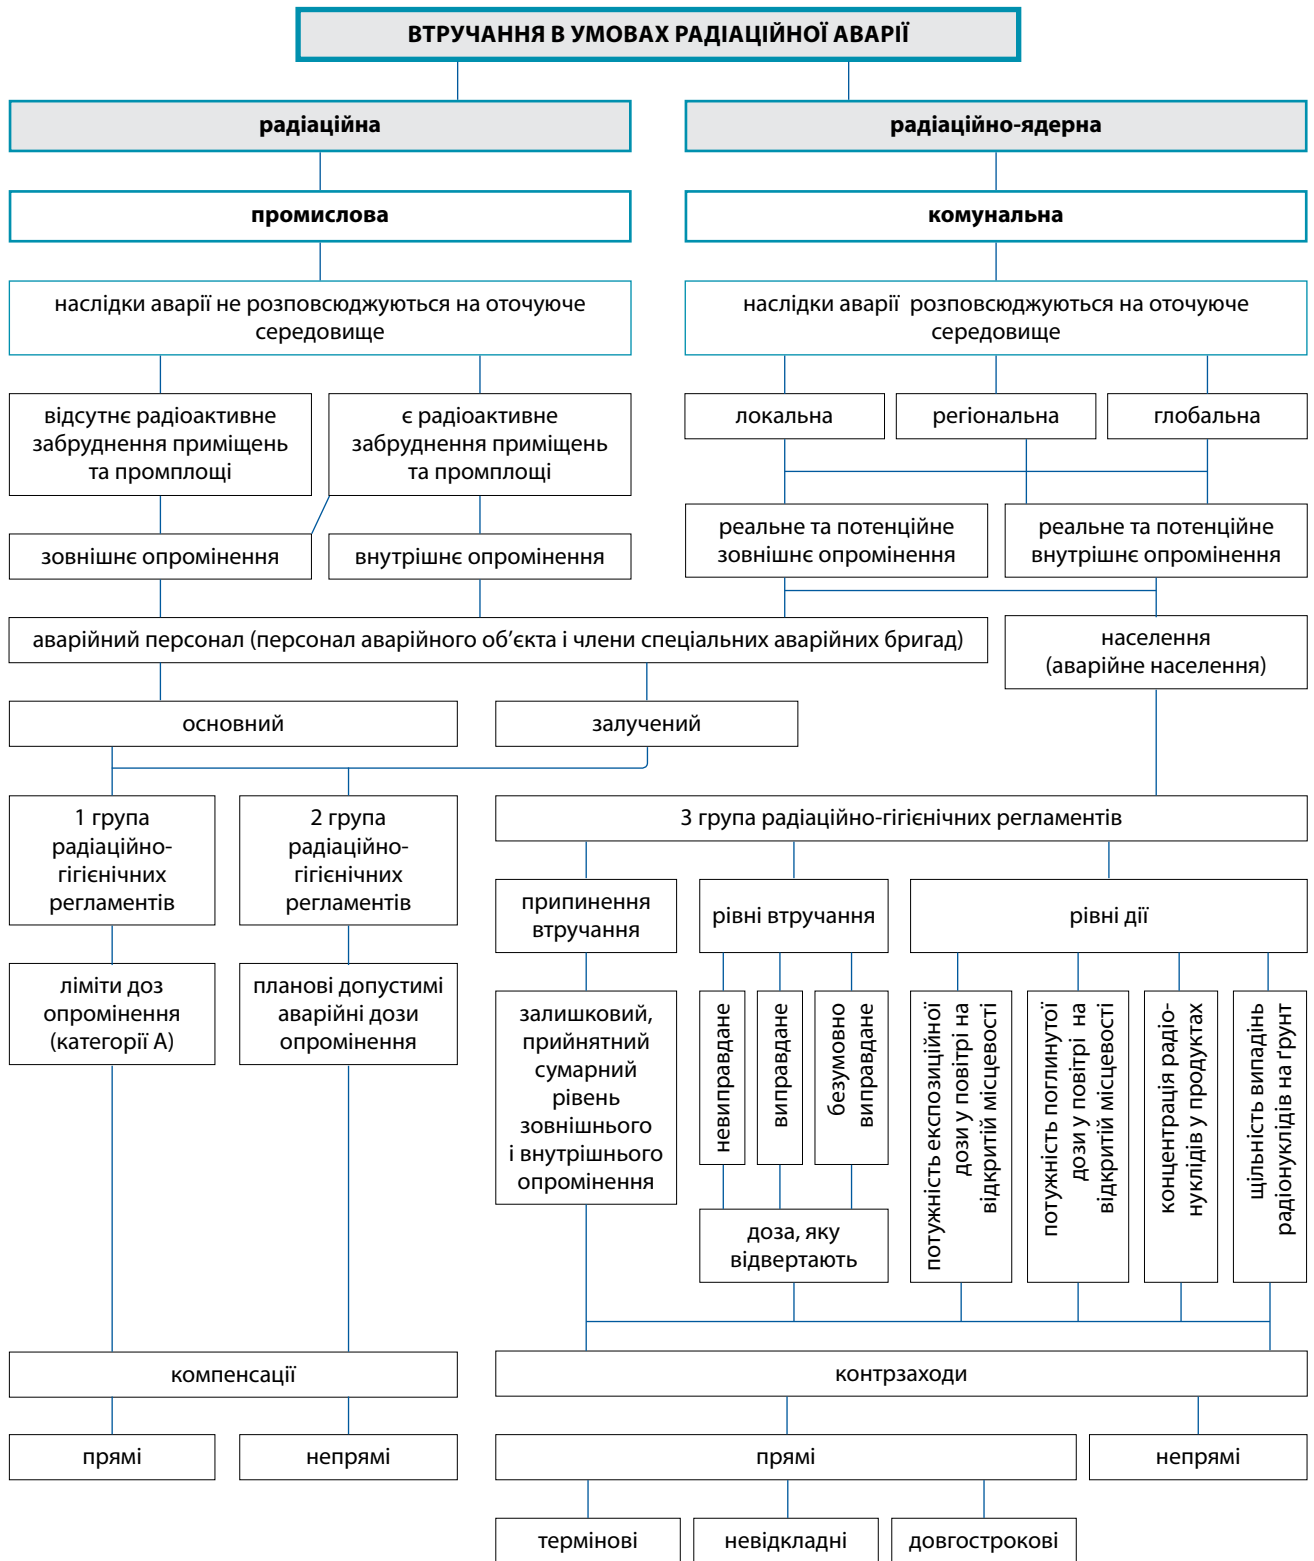 ВТРУЧАННЯ В УМОВАХ РАДІАЦІЙНОЇ АВАРІЇ
радіаційна
радіаційно-ядерна
промислова
комунальна
наслідки аварії не розповсюджуються на оточуюче
середовище
наслідки аварії розповсюджуються на оточуюче
середовище
відсутнє радіоактивне
забруднення приміщень
та промплощі
є радіоактивне
забруднення приміщень
та промплощі
локальна
регіональна
глобальна
зовнішнє опромінення
внутрішнє опромінення
реальне та потенційне
зовнішнє опромінення
реальне та потенційне
внутрішнє опромінення
аварійний персонал (персонал аварійного об’єкта і члени спеціальних аварійних бригад)
населення
(аварійне населення)
основний
залучений
1 група
радіаційно-
гігієнічних
регламентів
2 група
радіаційно-
гігієнічних
регламентів
3 група радіаційно-гігієнічних регламентів
припинення
втручання
рівні втручання
рівні дії
ліміти доз
опромінення
(категорії А)
планові допустимі
аварійні дози
опромінення
залишковий,
прийнятний
сумарний
рівень
зовнішнього
і внутрішнього
опромінення
невиправдане
виправдане
безумовно
виправдане
потужність експозиційної
дози у повітрі на
відкритій місцевості
потужність поглинутої
дози у повітрі на
відкритій місцевості
концентрація радіо-
нуклідів у продуктах
щільність випадінь
радіонуклідів на ґрунт
доза, яку
відвертають
компенсації
контрзаходи
прямі
непрямі
прямі
непрямі
термінові
невідкладні
довгострокові